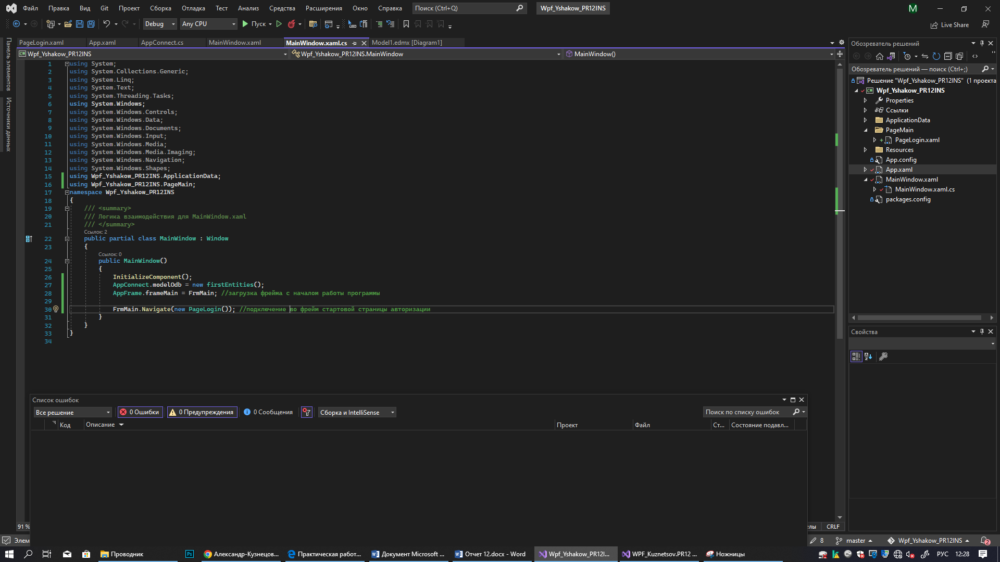 Файл Правка Вид Git Проект Сборка Отладка Тест Анализ Средства Расширения Окно Справка Поиск (Ctrl+Q) Wpf_Yshakow_PR12INS M
Debug Any CPU Пуск Live Share
PageLogin.xaml App.xaml AppConnect.cs MainWindow.xaml MainWindow.xaml.cs Model1.edmx [Diagram1]
Wpf_Yshakow_PR12INS Wpf_Yshakow_PR12INS.MainWindow MainWindow()
Панель элементов
Источники данных
1 using System;
2 using System.Collections.Generic;
3 using System.Linq;
4 using System.Text;
5 using System.Threading.Tasks;
6 using System.Windows;
7 using System.Windows.Controls;
8 using System.Windows.Data;
9 using System.Windows.Documents;
10 using System.Windows.Input;
11 using System.Windows.Media;
12 using System.Windows.Media.Imaging;
13 using System.Windows.Navigation;
14 using System.Windows.Shapes;
15 using Wpf_Yshakow_PR12INS.ApplicationData;
16 using Wpf_Yshakow_PR12INS.PageMain;
17 namespace Wpf_Yshakow_PR12INS
18 {
19 /// <summary>
20 /// Логика взаимодействия для MainWindow.xaml
21 /// </summary>
Ссылок: 2
22 public partial class MainWindow : Window
23 {
Ссылок: 0
24 public MainWindow()
25 {
26 InitializeComponent();
27 AppConnect.modelOdb = new firstEntities();
28 AppFrame.frameMain = FrmMain; //загрузка фрейма с началом работы программы
29
30 FrmMain.Navigate(new PageLogin()); //подключение во фрейм стартовой страницы авторизации
31 }
32 }
33 }
34
Обозреватель решений
Обозреватель решений — поиск (Ctrl+;)
Решение "Wpf_Yshakow_PR12INS" (1 проекта
Wpf_Yshakow_PR12INS
Properties
Ссылки
ApplicationData
PageMain
PageLogin.xaml
Resources
App.config
App.xaml
MainWindow.xaml
MainWindow.xaml.cs
packages.config
Свойства
Список ошибок
Все решение 0 Ошибки 0 Предупреждения 0 Сообщения Сборка и IntelliSense Поиск по списку ошибок
Код Описание Проект Файл Ст... Состояние подавл...
91 % CRLF
Элем 8 master Wpf_Yshakow_PR12INS 2
Ps
Проводник Александр-Кузнецов... Практическая работ... Документ Microsoft ... Отчет 12.docx - Word Wpf_Yshakow_PR12I... WPF_Kuznetsov.PR12 ... Ножницы РУС 12:28